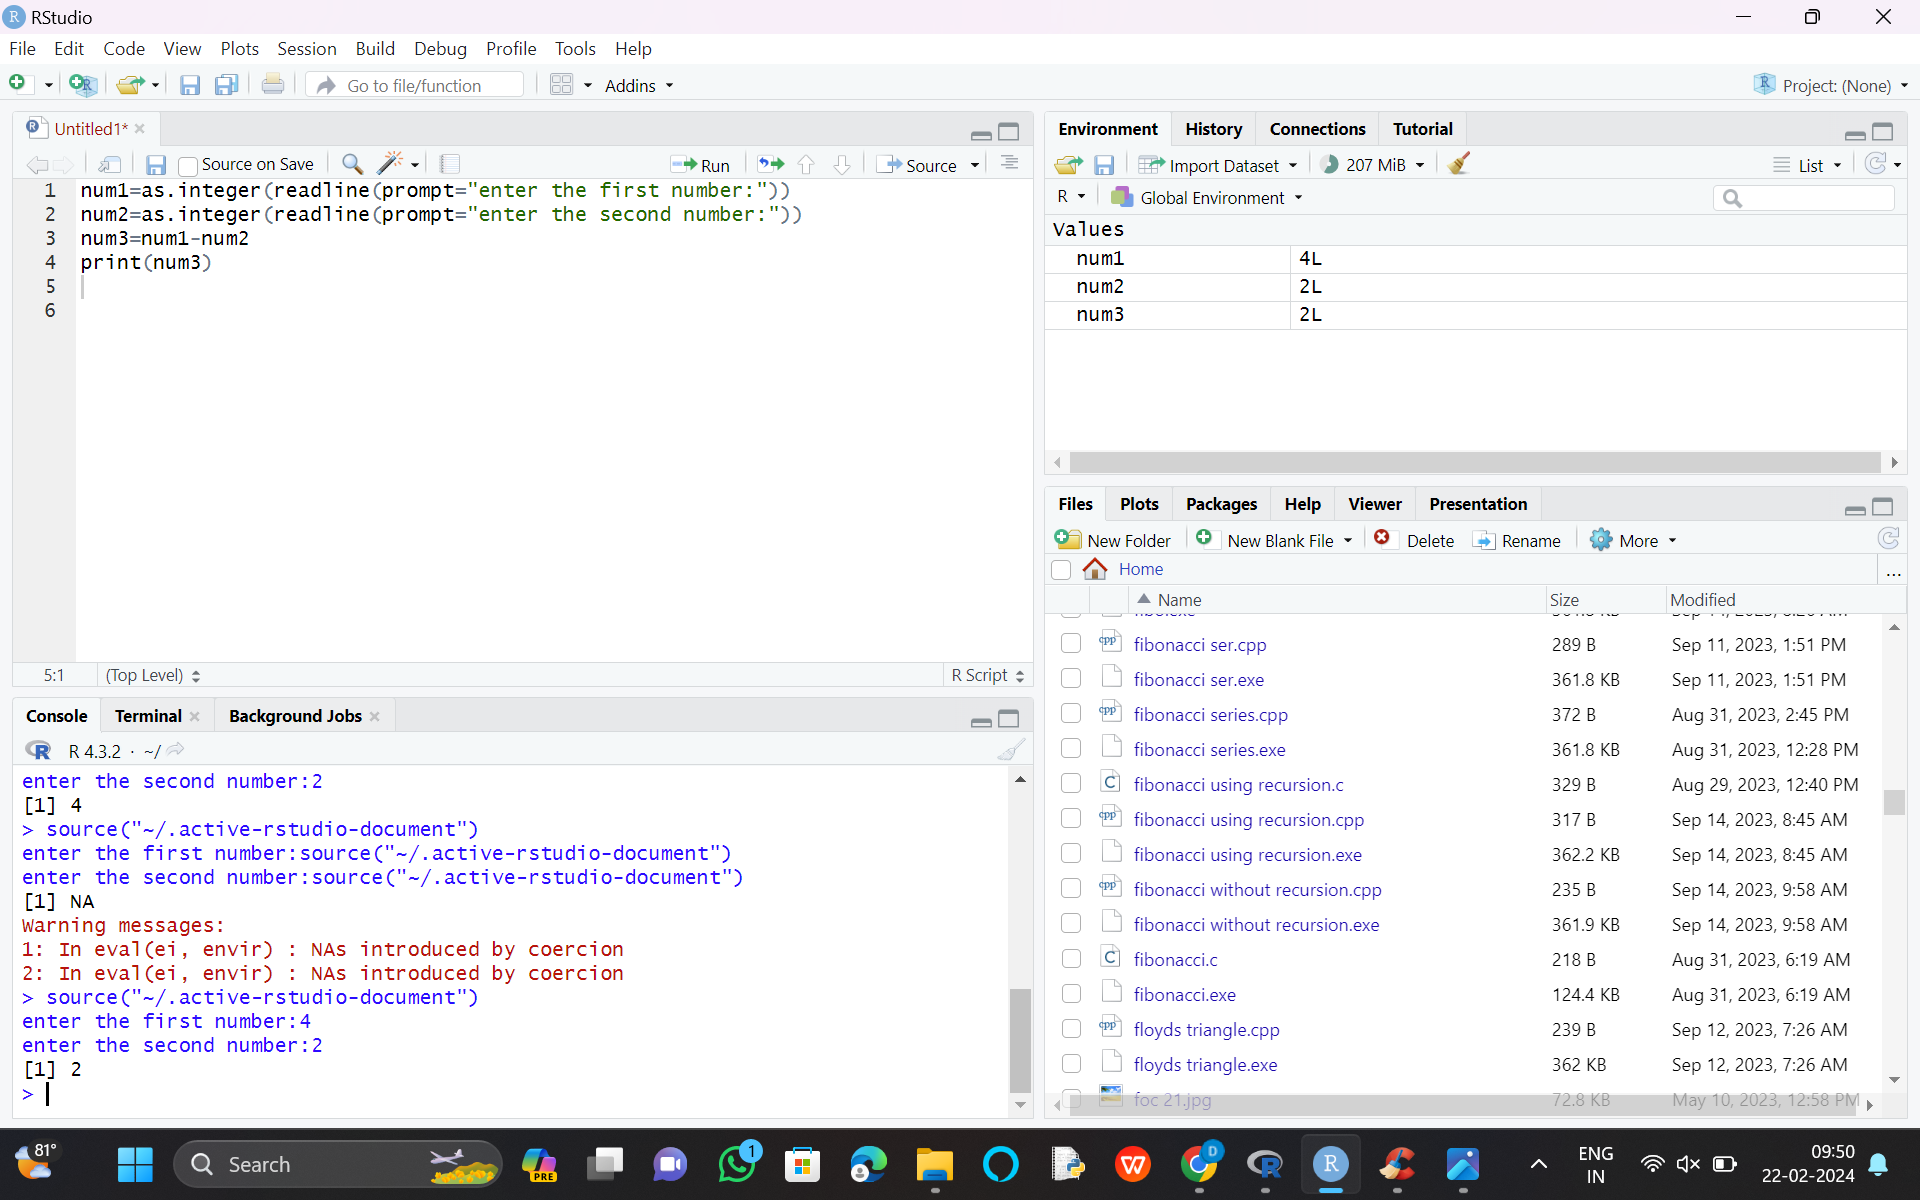 RStudio
File Edit Code View Plots Session Build Debug Profile Tools Help
Go to file/function Addins Project: (None)
Untitled1*
Source on Save Run Source
1 num1=as.integer(readline(prompt="enter the first number:"))
2 num2=as.integer(readline(prompt="enter the second number:"))
3 num3=num1-num2
4 print(num3)
5
6
5:1 (Top Level) R Script
Console Terminal Background Jobs
R 4.3.2 · ~/
enter the second number:2
[1] 4
> source("~/.active-rstudio-document")
enter the first number:source("~/.active-rstudio-document")
enter the second number:source("~/.active-rstudio-document")
[1] NA
Warning messages:
1: In eval(ei, envir) : NAs introduced by coercion
2: In eval(ei, envir) : NAs introduced by coercion
> source("~/.active-rstudio-document")
enter the first number:4
enter the second number:2
[1] 2
>
Environment History Connections Tutorial
Import Dataset 207 MiB List
R Global Environment
Values
num1 4L
num2 2L
num3 2L
Files Plots Packages Help Viewer Presentation
New Folder New Blank File Delete Rename More
Home ...
Name Size Modified
fibonacci ser.cpp 289 B Sep 11, 2023, 1:51 PM
fibonacci ser.exe 361.8 KB Sep 11, 2023, 1:51 PM
fibonacci series.cpp 372 B Aug 31, 2023, 2:45 PM
fibonacci series.exe 361.8 KB Aug 31, 2023, 12:28 PM
fibonacci using recursion.c 329 B Aug 29, 2023, 12:40 PM
fibonacci using recursion.cpp 317 B Sep 14, 2023, 8:45 AM
fibonacci using recursion.exe 362.2 KB Sep 14, 2023, 8:45 AM
fibonacci without recursion.cpp 235 B Sep 14, 2023, 9:58 AM
fibonacci without recursion.exe 361.9 KB Sep 14, 2023, 9:58 AM
fibonacci.c 218 B Aug 31, 2023, 6:19 AM
fibonacci.exe 124.4 KB Aug 31, 2023, 6:19 AM
floyds triangle.cpp 239 B Sep 12, 2023, 7:26 AM
floyds triangle.exe 362 KB Sep 12, 2023, 7:26 AM
foc 21.jpg 72.8 KB May 10, 2023, 12:58 PM
81° Search PRE 1 D ENG 09:50
IN 22-02-2024